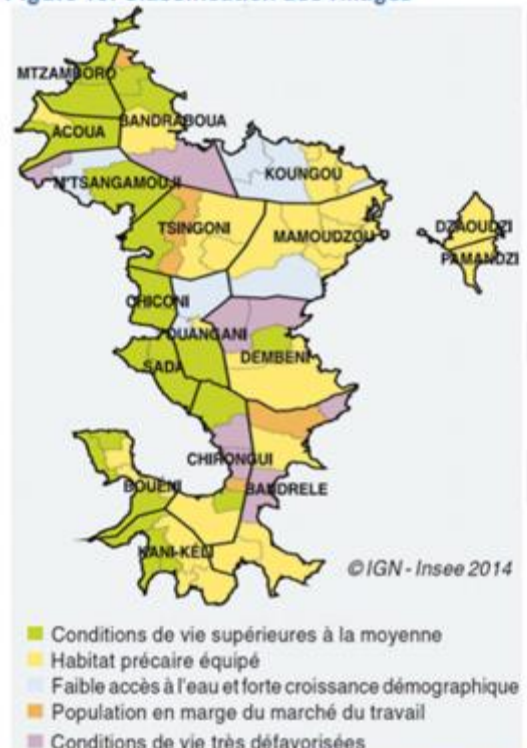 MTZAMBORO
BANDRABOUA
ACOUA
M'TSANGAMOUJI
KOUNGOU
TSINGONI
MAMOUDZOU
DZAOUDZI
PAMANDZI
CHICONI
OUANGANI
SADA
DEMBENI
CHIRONGUI
BOUÉNI
BANDRELE
KANI-KÉLI
© IGN - Insee 2014
Conditions de vie supérieures à la moyenne
Habitat précaire équipé
Faible accès à l'eau et forte croissance démographique
Population en marge du marché du travail
Conditions de vie très défavorisées